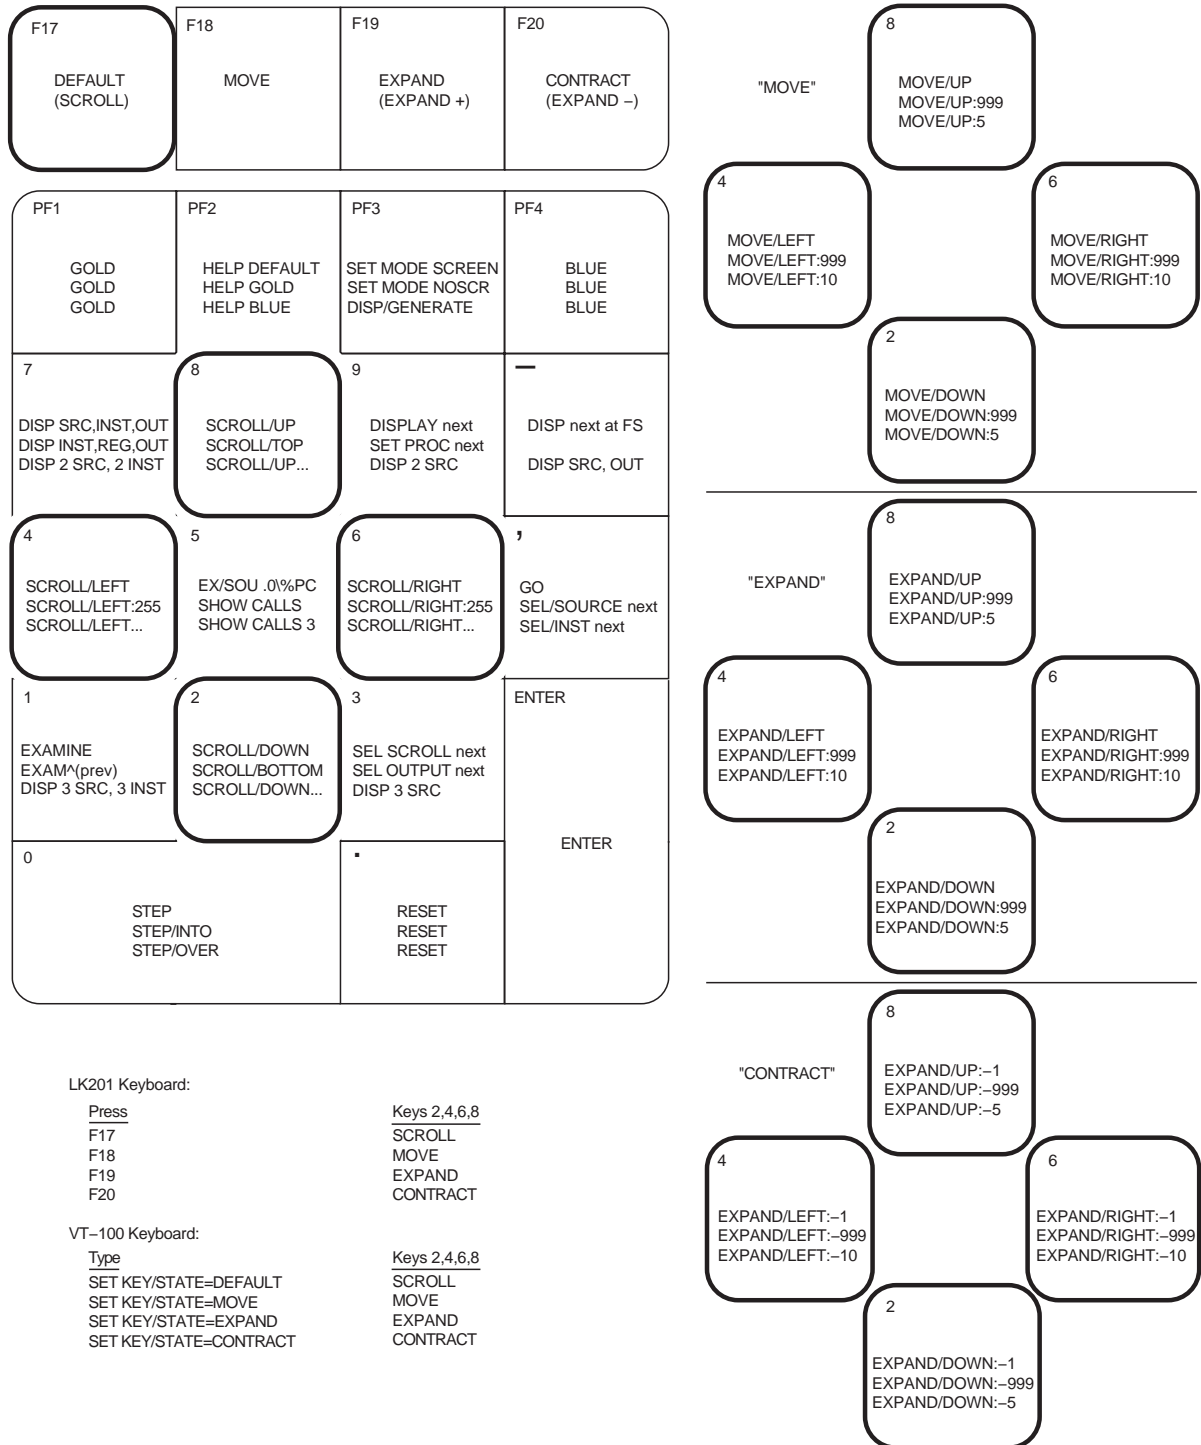 F17
DEFAULT
(SCROLL)
F18
MOVE
F19
EXPAND
(EXPAND +)
F20
CONTRACT
(EXPAND −)
PF1
GOLD
GOLD
GOLD
PF2
HELP DEFAULT
HELP GOLD
HELP BLUE
PF3
SET MODE SCREEN
SET MODE NOSCR
DISP/GENERATE
PF4
BLUE
BLUE
BLUE
7
DISP SRC,INST,OUT
DISP INST,REG,OUT
DISP 2 SRC, 2 INST
8
SCROLL/UP
SCROLL/TOP
SCROLL/UP...
9
DISPLAY next
SET PROC next
DISP 2 SRC
−
DISP next at FS
DISP SRC, OUT
4
SCROLL/LEFT
SCROLL/LEFT:255
SCROLL/LEFT...
5
EX/SOU .0\%PC
SHOW CALLS
SHOW CALLS 3
6
SCROLL/RIGHT
SCROLL/RIGHT:255
SCROLL/RIGHT...
,
GO
SEL/SOURCE next
SEL/INST next
1
EXAMINE
EXAM^(prev)
DISP 3 SRC, 3 INST
2
SCROLL/DOWN
SCROLL/BOTTOM
SCROLL/DOWN...
3
SEL SCROLL next
SEL OUTPUT next
DISP 3 SRC
ENTER
ENTER
0
STEP
STEP/INTO
STEP/OVER
.
RESET
RESET
RESET
LK201 Keyboard:
Press Keys 2,4,6,8
F17 SCROLL
F18 MOVE
F19 EXPAND
F20 CONTRACT
VT−100 Keyboard:
Type Keys 2,4,6,8
SET KEY/STATE=DEFAULT SCROLL
SET KEY/STATE=MOVE MOVE
SET KEY/STATE=EXPAND EXPAND
SET KEY/STATE=CONTRACT CONTRACT
"MOVE"
8
MOVE/UP
MOVE/UP:999
MOVE/UP:5
4
MOVE/LEFT
MOVE/LEFT:999
MOVE/LEFT:10
6
MOVE/RIGHT
MOVE/RIGHT:999
MOVE/RIGHT:10
2
MOVE/DOWN
MOVE/DOWN:999
MOVE/DOWN:5
"EXPAND"
8
EXPAND/UP
EXPAND/UP:999
EXPAND/UP:5
4
EXPAND/LEFT
EXPAND/LEFT:999
EXPAND/LEFT:10
6
EXPAND/RIGHT
EXPAND/RIGHT:999
EXPAND/RIGHT:10
2
EXPAND/DOWN
EXPAND/DOWN:999
EXPAND/DOWN:5
"CONTRACT"
8
EXPAND/UP:−1
EXPAND/UP:−999
EXPAND/UP:−5
4
EXPAND/LEFT:−1
EXPAND/LEFT:−999
EXPAND/LEFT:−10
6
EXPAND/RIGHT:−1
EXPAND/RIGHT:−999
EXPAND/RIGHT:−10
2
EXPAND/DOWN:−1
EXPAND/DOWN:−999
EXPAND/DOWN:−5